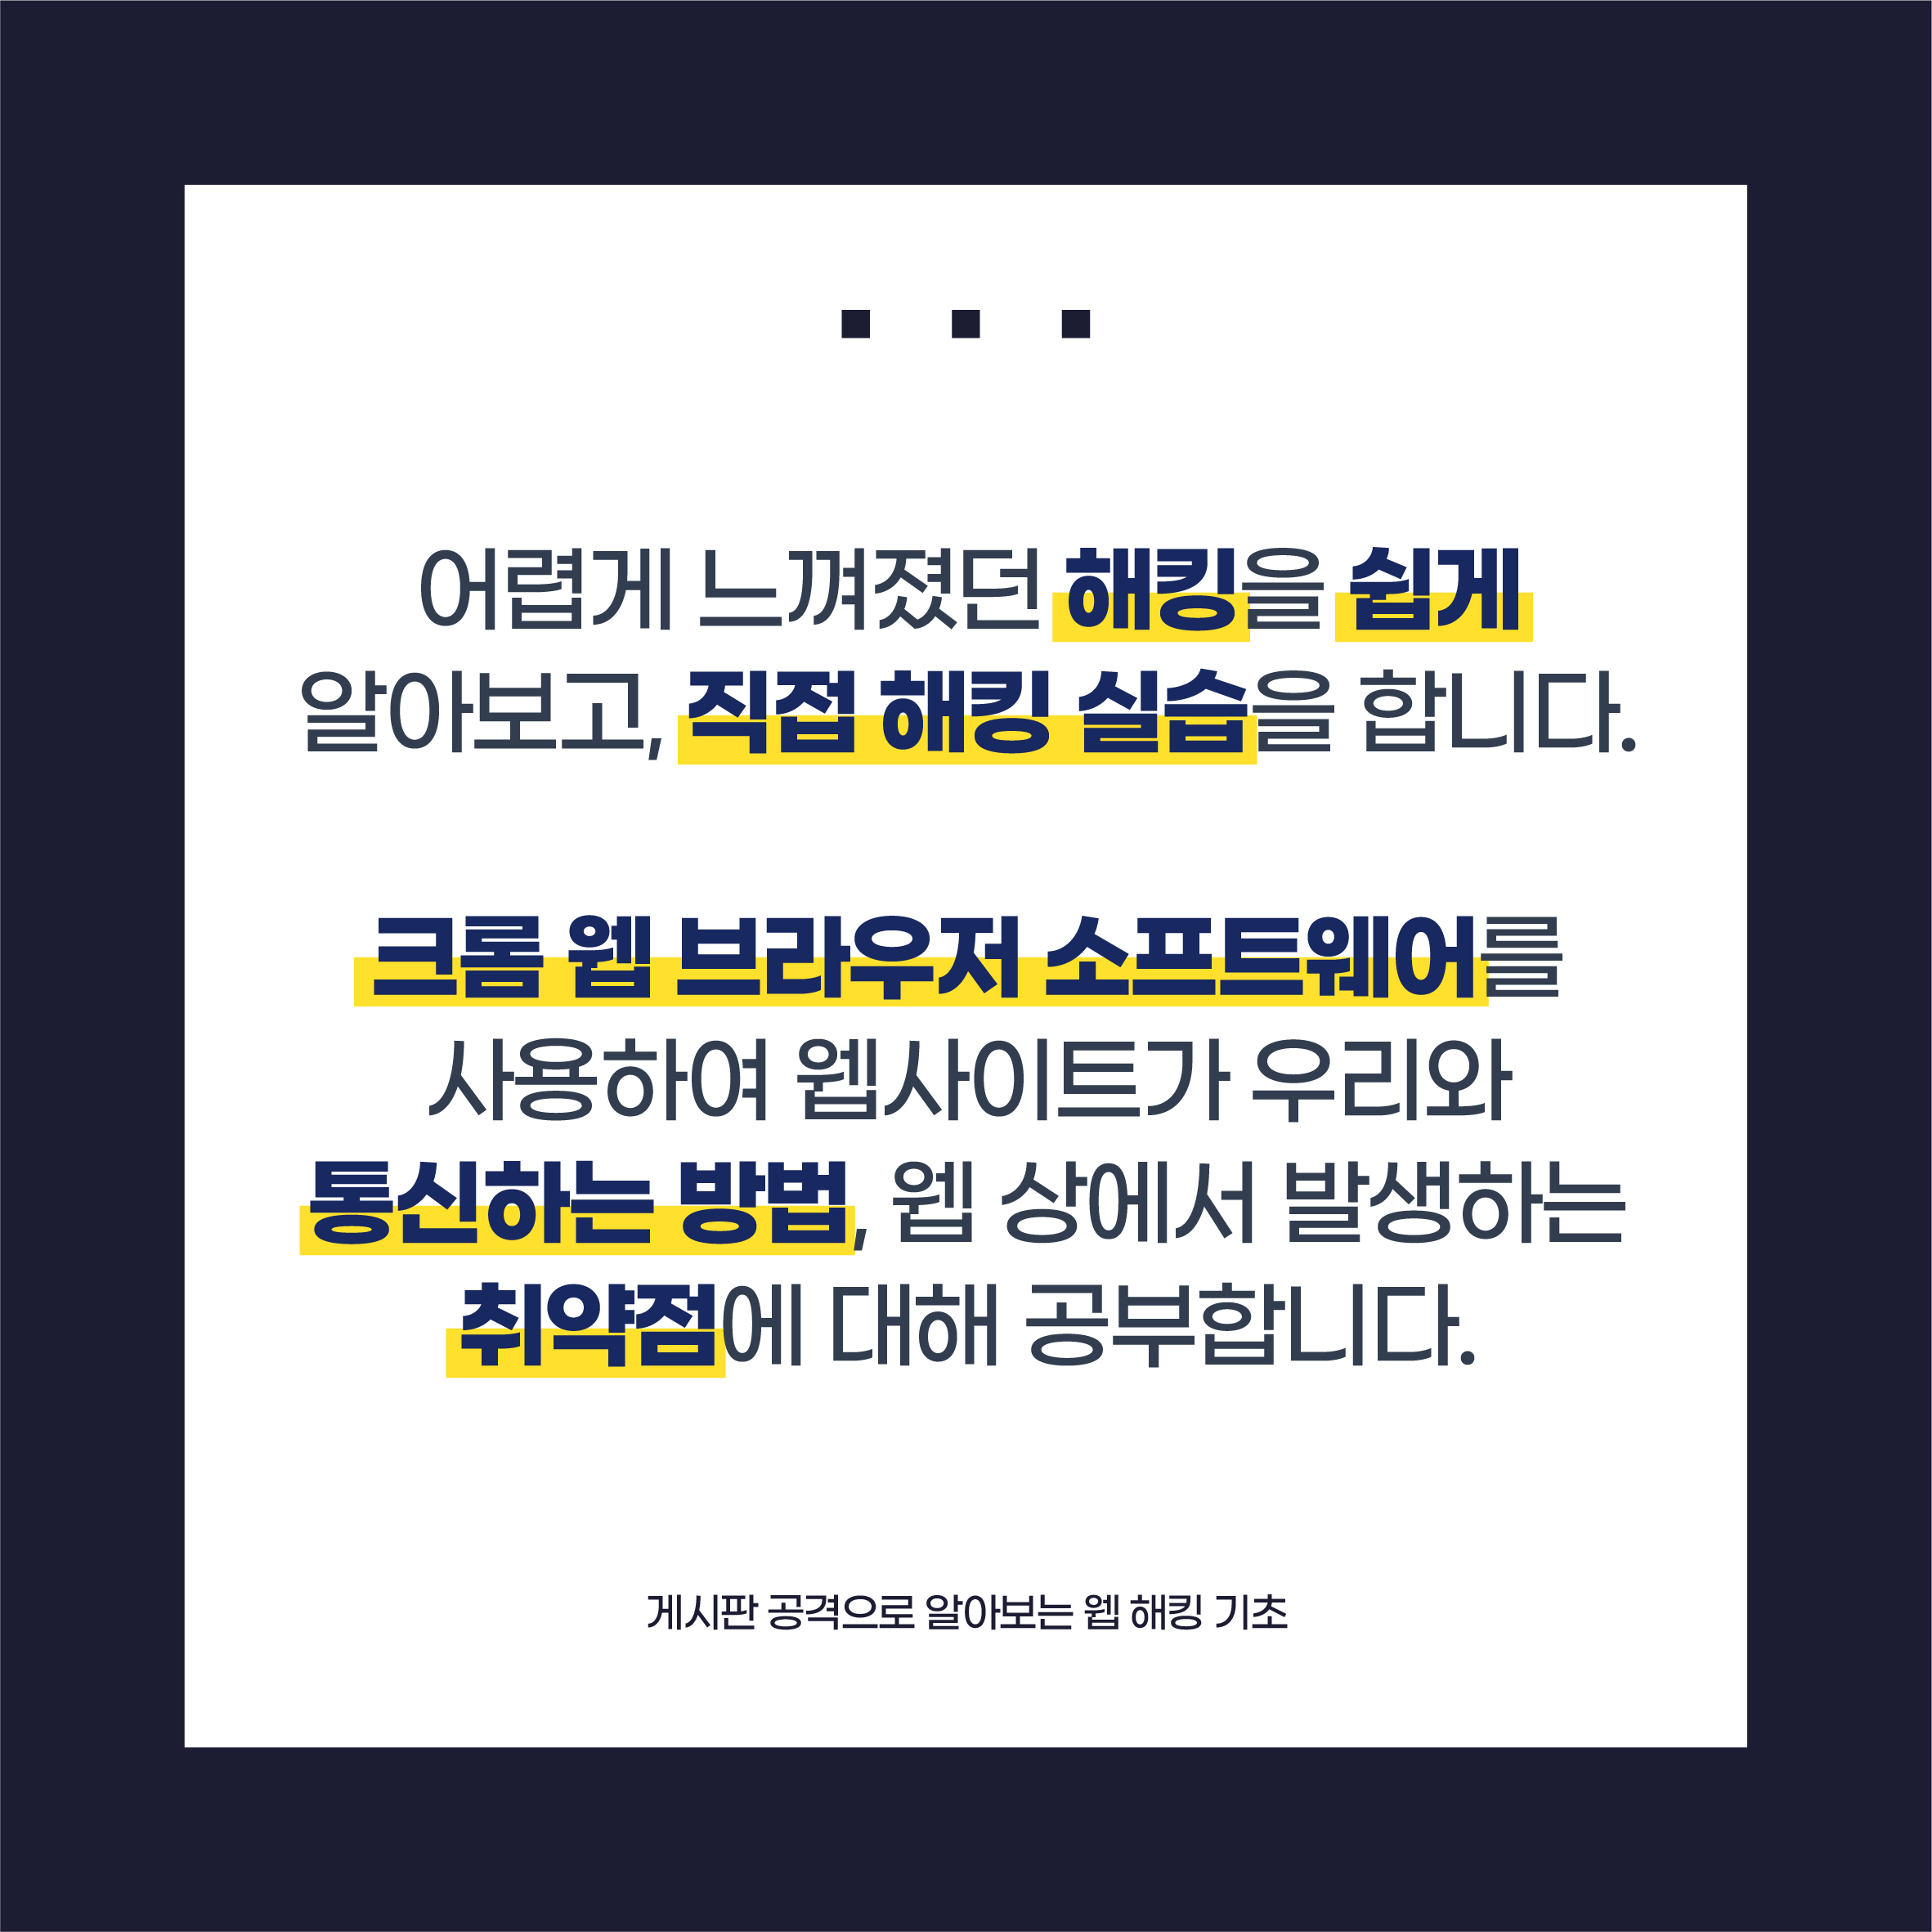 어렵게 느껴졌던 해킹을 쉽게
알아보고, 직접 해킹 실습을 합니다.
크롬 웹 브라우저 소프트웨어를
사용하여 웹사이트가 우리와
통신하는 방법, 웹 상에서 발생하는
취약점에 대해 공부합니다.
게시판 공격으로 알아보는 웹 해킹 기초